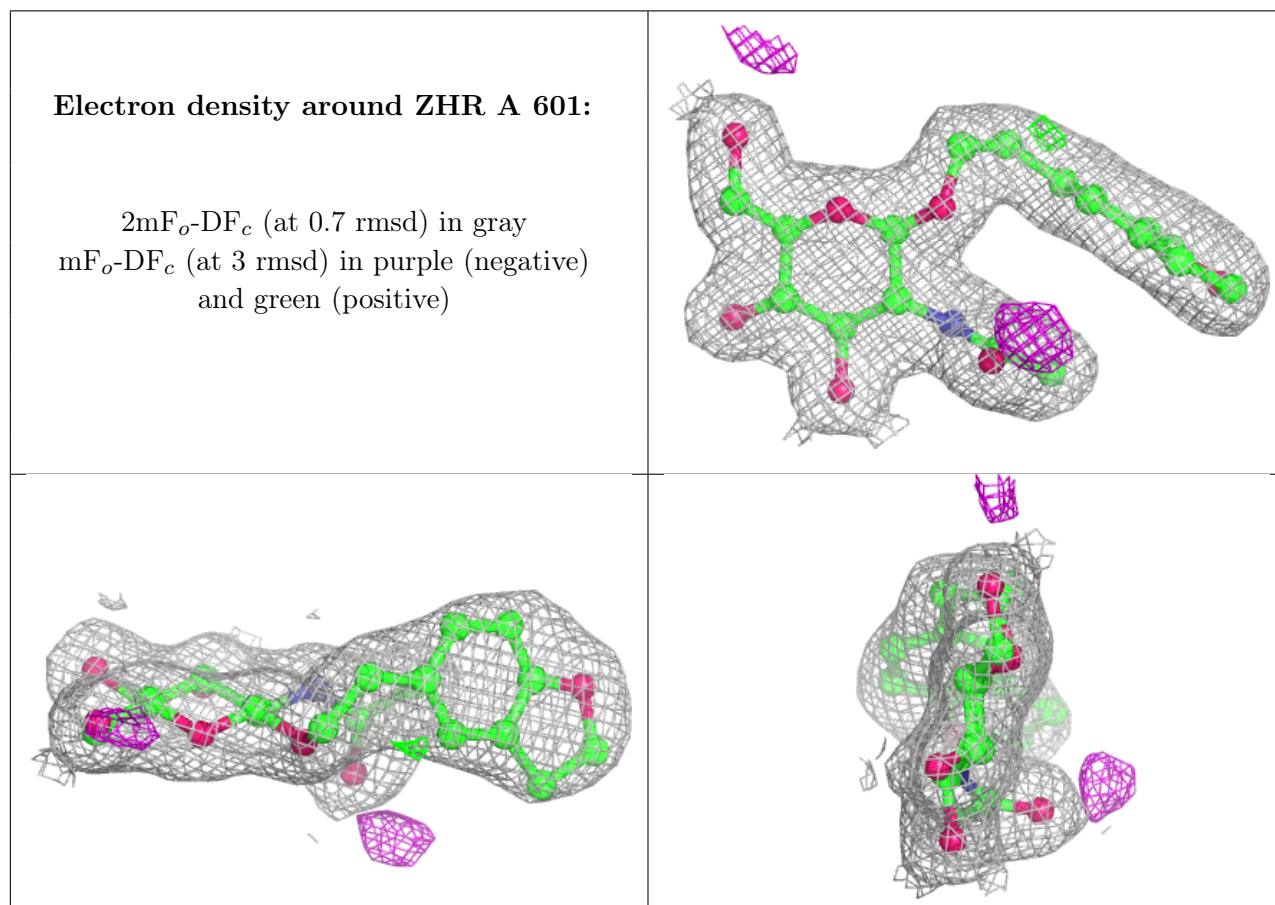 Electron density around ZHR A 601:
2mFo-DFc (at 0.7 rmsd) in gray
mFo-DFc (at 3 rmsd) in purple (negative)
and green (positive)